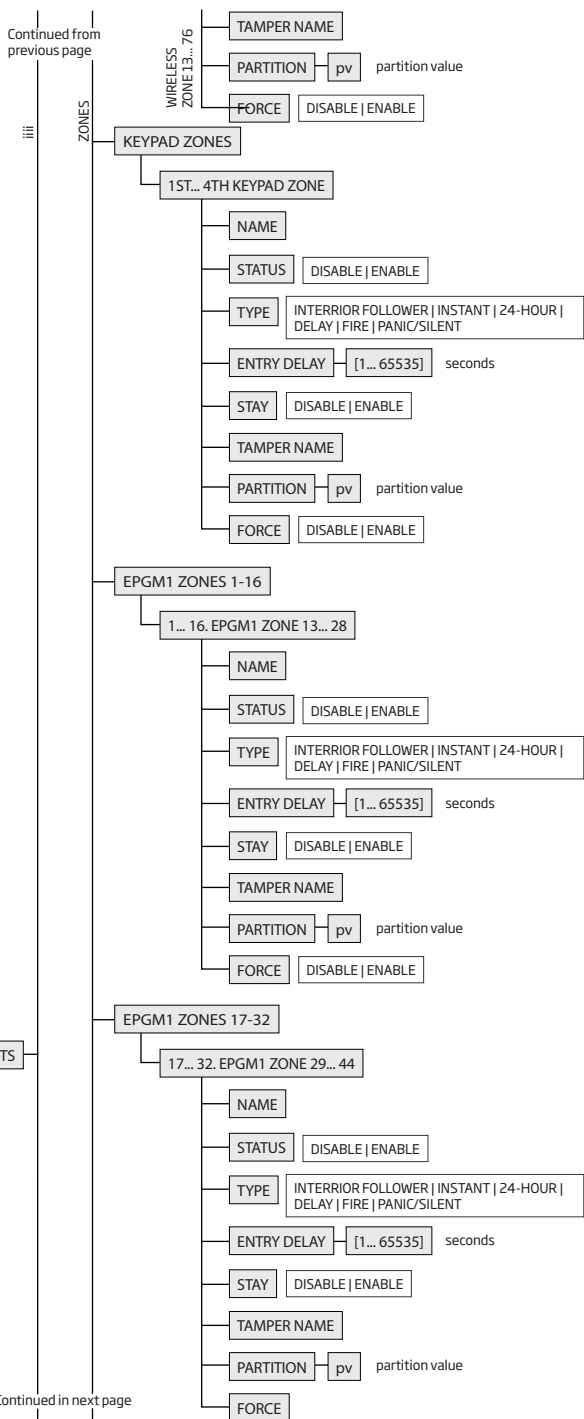 Continued from
previous page
iiii
ZONES
WIRELESS
ZONE 13... 76
TAMPER NAME
PARTITION pv partition value
FORCE DISABLE | ENABLE
KEYPAD ZONES
1ST... 4TH KEYPAD ZONE
NAME
STATUS DISABLE | ENABLE
TYPE INTERRIOR FOLLOWER | INSTANT | 24-HOUR |
DELAY | FIRE | PANIC/SILENT
ENTRY DELAY [1... 65535] seconds
STAY DISABLE | ENABLE
TAMPER NAME
PARTITION pv partition value
FORCE DISABLE | ENABLE
EPGM1 ZONES 1-16
1... 16. EPGM1 ZONE 13... 28
NAME
STATUS DISABLE | ENABLE
TYPE INTERRIOR FOLLOWER | INSTANT | 24-HOUR |
DELAY | FIRE | PANIC/SILENT
ENTRY DELAY [1... 65535] seconds
STAY DISABLE | ENABLE
TAMPER NAME
PARTITION pv partition value
FORCE DISABLE | ENABLE
EPGM1 ZONES 17-32
TS
17... 32. EPGM1 ZONE 29... 44
NAME
STATUS DISABLE | ENABLE
TYPE INTERRIOR FOLLOWER | INSTANT | 24-HOUR |
DELAY | FIRE | PANIC/SILENT
ENTRY DELAY [1... 65535] seconds
STAY DISABLE | ENABLE
TAMPER NAME
PARTITION pv partition value
Continued in next page
FORCE